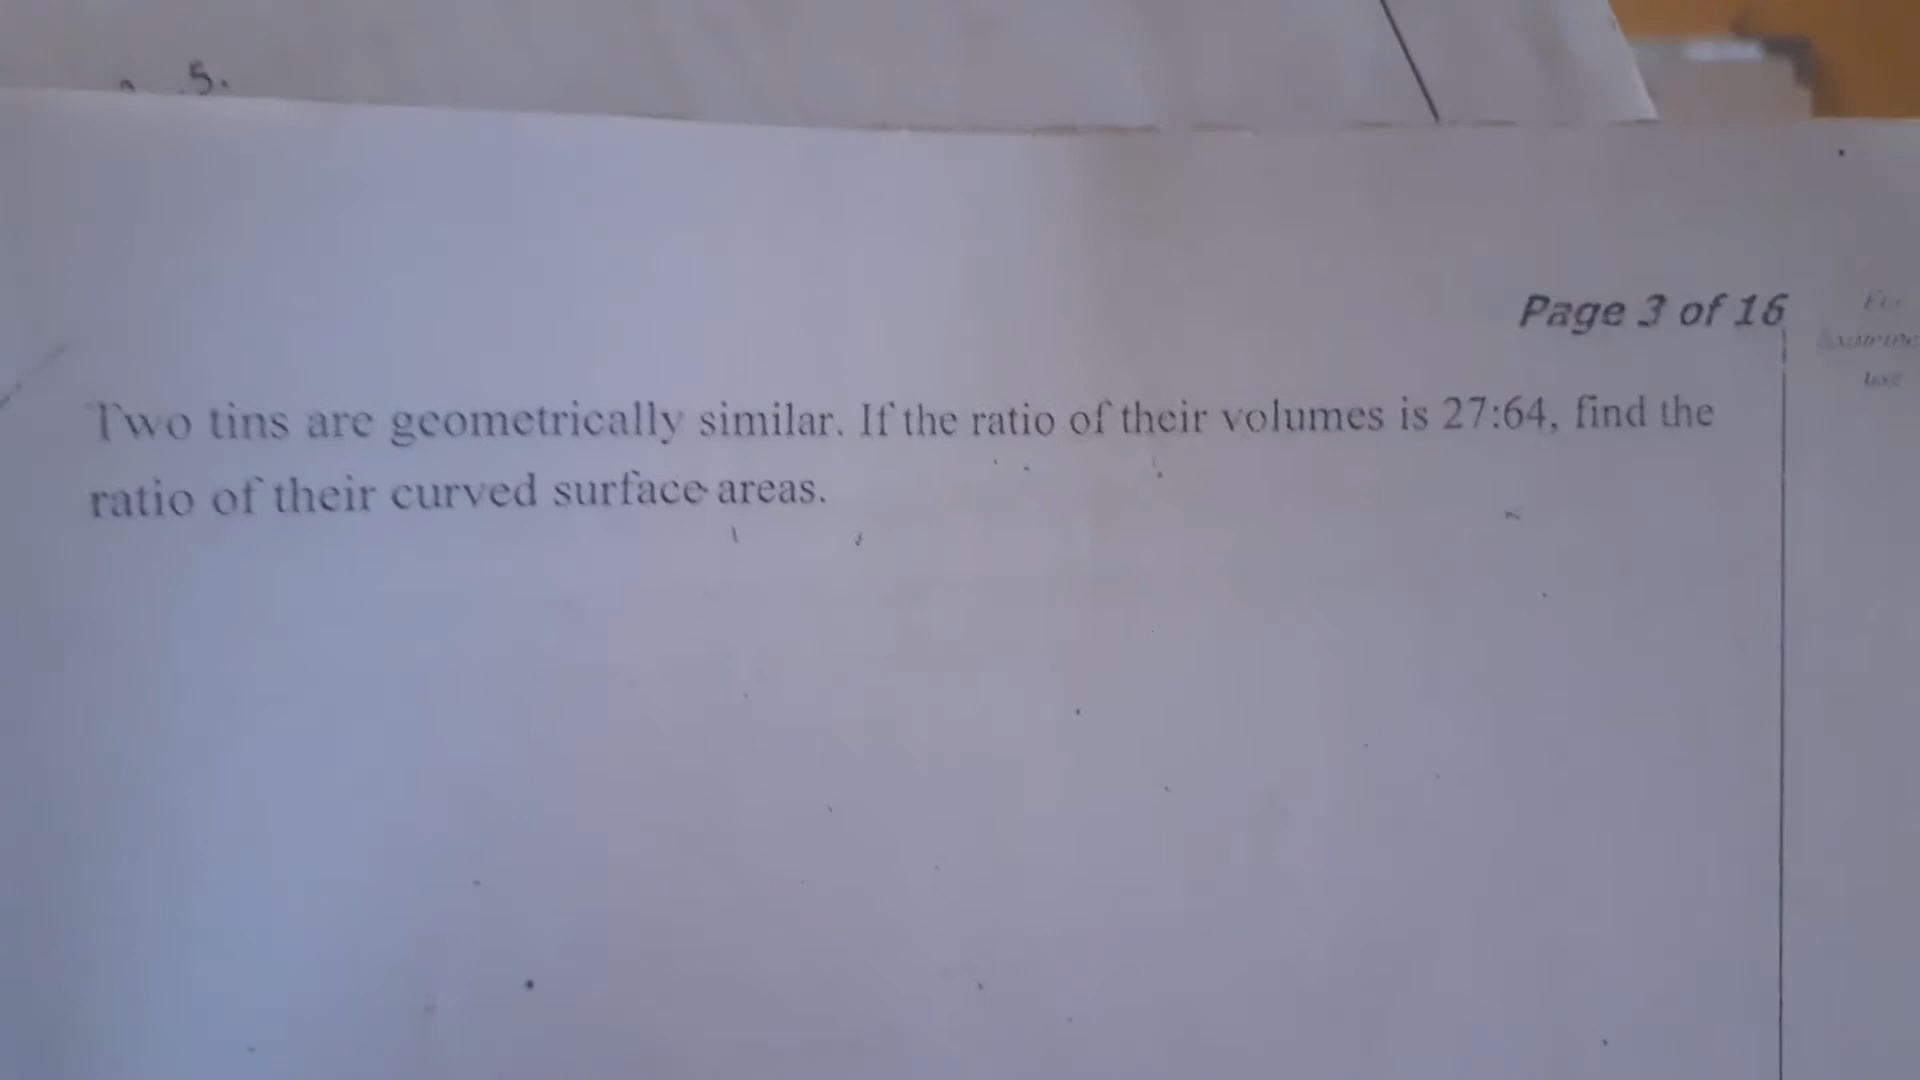 5.
Page 3 of 16
Two tins are geometrically similar. If the ratio of their volumes is 27:64, find the
ratio of their curved surface areas.